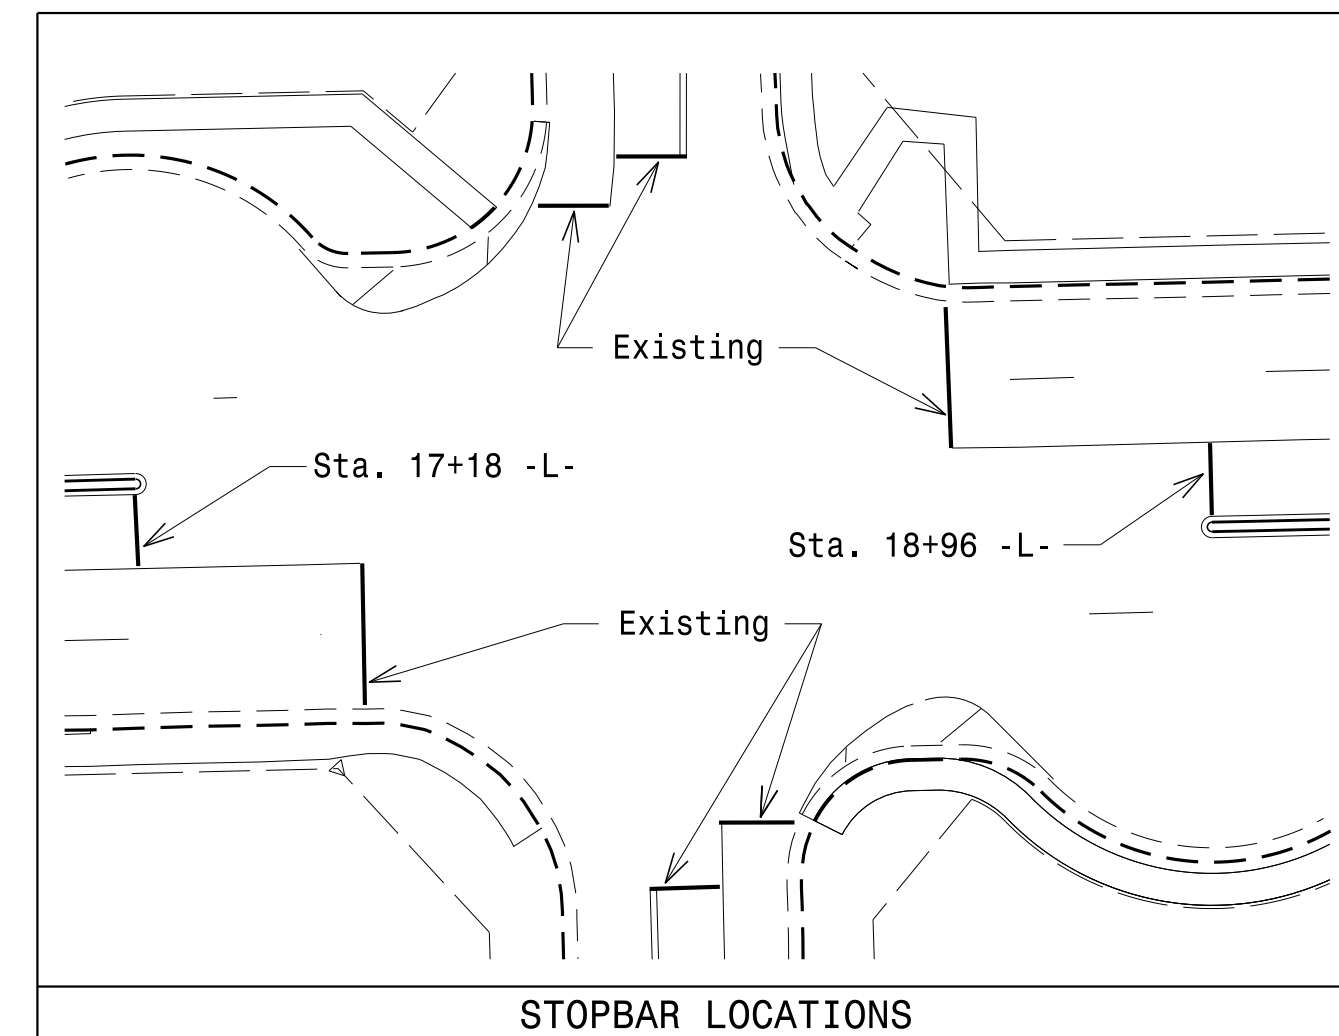 Existing
Sta. 17+18 -L-
Sta. 18+96 -L-
Existing
STOPBAR LOCATIONS